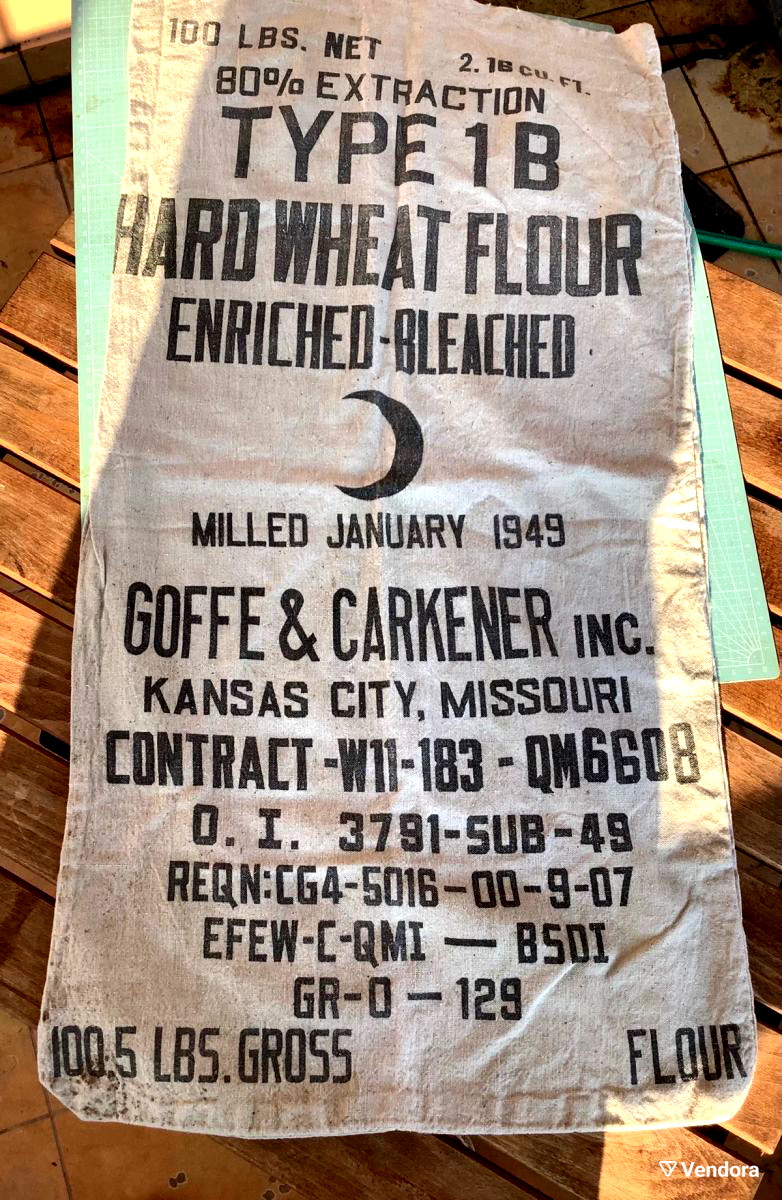 100 LBS. NET
2.1B CU. FT.
80% EXTRACTION
TYPE 1B
HARD WHEAT FLOUR
ENRICHED-BLEACHED
MILLED JANUARY 1949
GOFFE & CARKENER INC.
KANSAS CITY, MISSOURI
CONTRACT-W11-183-QM6608
O. I. 3791-SUB-49
REQN:CG4-5016-00-9-07
EFEW-C-QMI — BSDI
GR-O — 129
100.5 LBS. GROSS FLOUR
Vendora